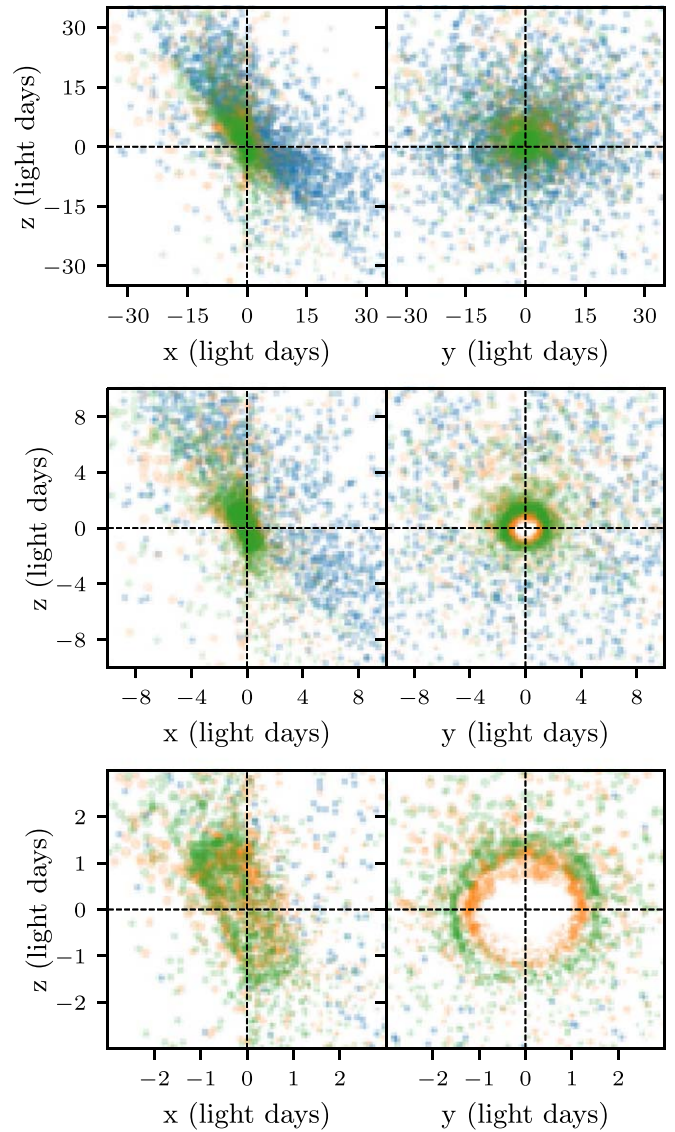 30
15
0
−15
−30
z (light days)
−30 −15 0 15 30 −30 −15 0 15 30
x (light days) y (light days)
8
4
0
−4
−8
z (light days)
−8 −4 0 4 8 −8 −4 0 4 8
x (light days) y (light days)
2
1
0
−1
−2
z (light days)
−2 −1 0 1 2 −2 −1 0 1 2
x (light days) y (light days)